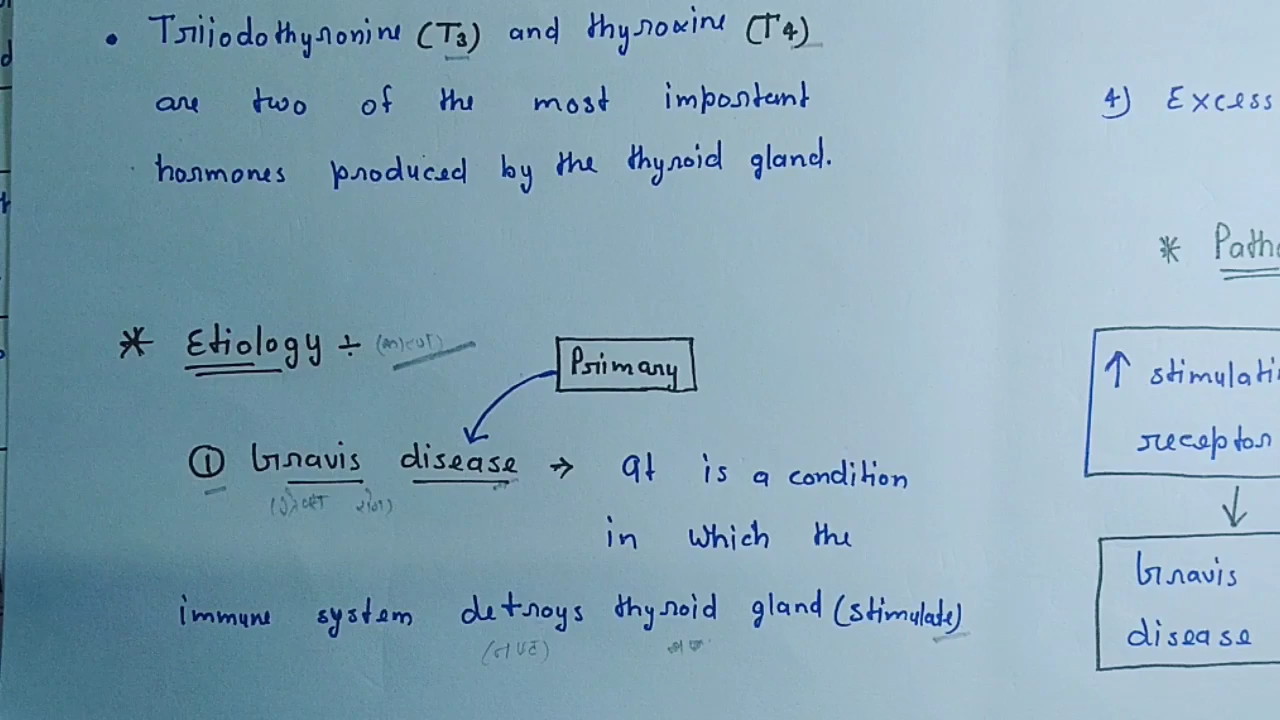 • Triiodothyronine (T3) and thyroxine (T4)
are two of the most important
hormones produced by the thyroid gland.
* Etiology ÷
Primary
① Gravis disease → It is a condition
in which the
immune system detroys thyroid gland (stimulate)
4) Excess
* Path
↑ stimulati
receptor
↓
Gravis
disease